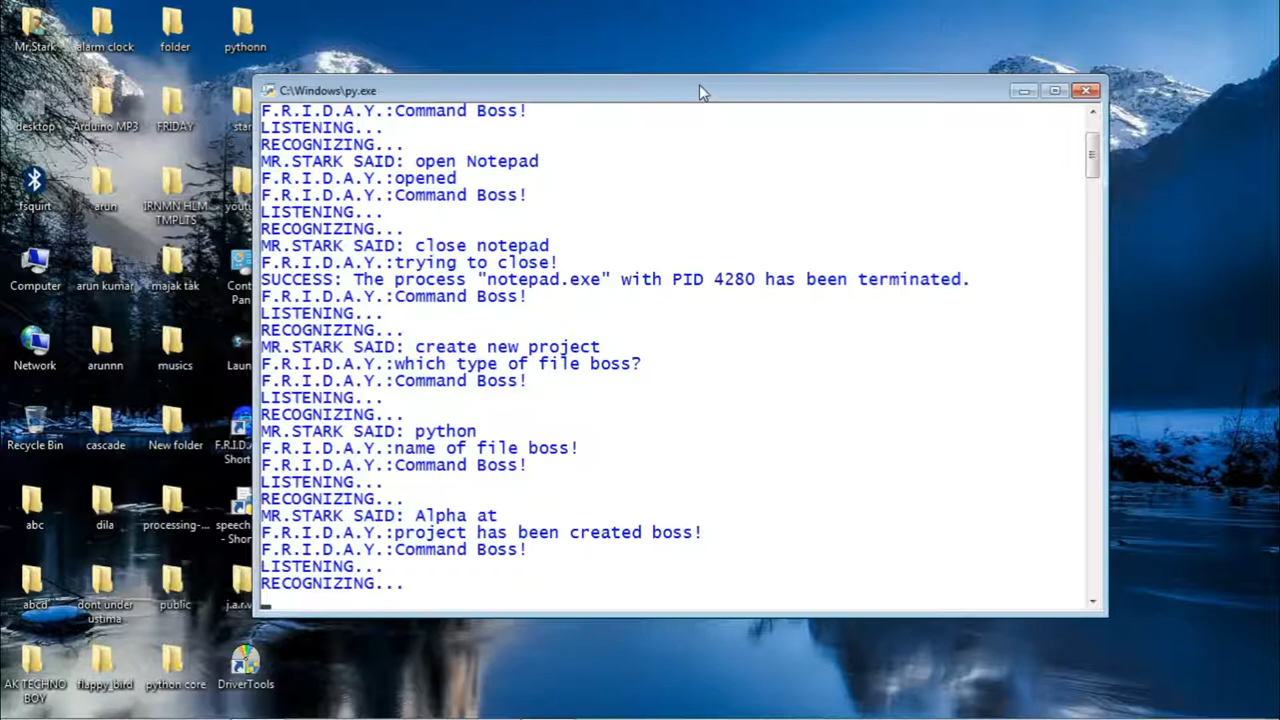 Mr.Stark
alarm clock
folder
pythonn
desktop
Arduino MP3
FRIDAY
fsquirt
arun
IRNMN HLM
TMPLTS
Computer
arun kumar
majak tak
Network
arunnn
musics
Recycle Bin
cascade
New folder
abc
dila
processing-...
abcd
dont under
ustima
public
AK TECHNO
BOY
flappy_bird
python core
DriverTools
C:\Windows\py.exe
F.R.I.D.A.Y.:Command Boss!
LISTENING...
RECOGNIZING...
MR.STARK SAID: open Notepad
F.R.I.D.A.Y.:opened
F.R.I.D.A.Y.:Command Boss!
LISTENING...
RECOGNIZING...
MR.STARK SAID: close notepad
F.R.I.D.A.Y.:trying to close!
SUCCESS: The process "notepad.exe" with PID 4280 has been terminated.
F.R.I.D.A.Y.:Command Boss!
LISTENING...
RECOGNIZING...
MR.STARK SAID: create new project
F.R.I.D.A.Y.:which type of file boss?
F.R.I.D.A.Y.:Command Boss!
LISTENING...
RECOGNIZING...
MR.STARK SAID: python
F.R.I.D.A.Y.:name of file boss!
F.R.I.D.A.Y.:Command Boss!
LISTENING...
RECOGNIZING...
MR.STARK SAID: Alpha at
F.R.I.D.A.Y.:project has been created boss!
F.R.I.D.A.Y.:Command Boss!
LISTENING...
RECOGNIZING...